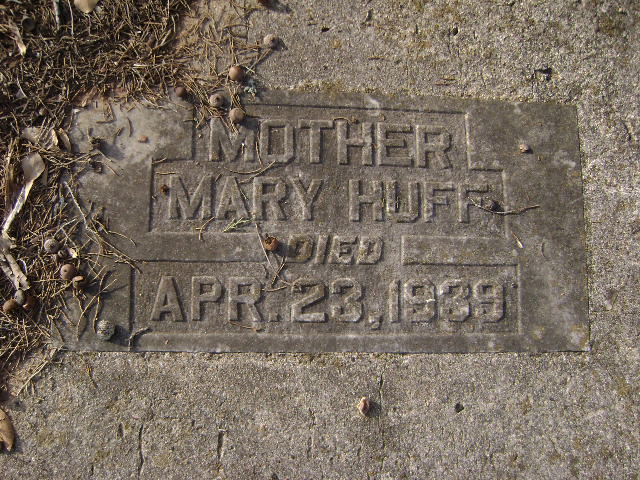 MOTHER
MARY HUFF
DIED
APR. 23, 1939